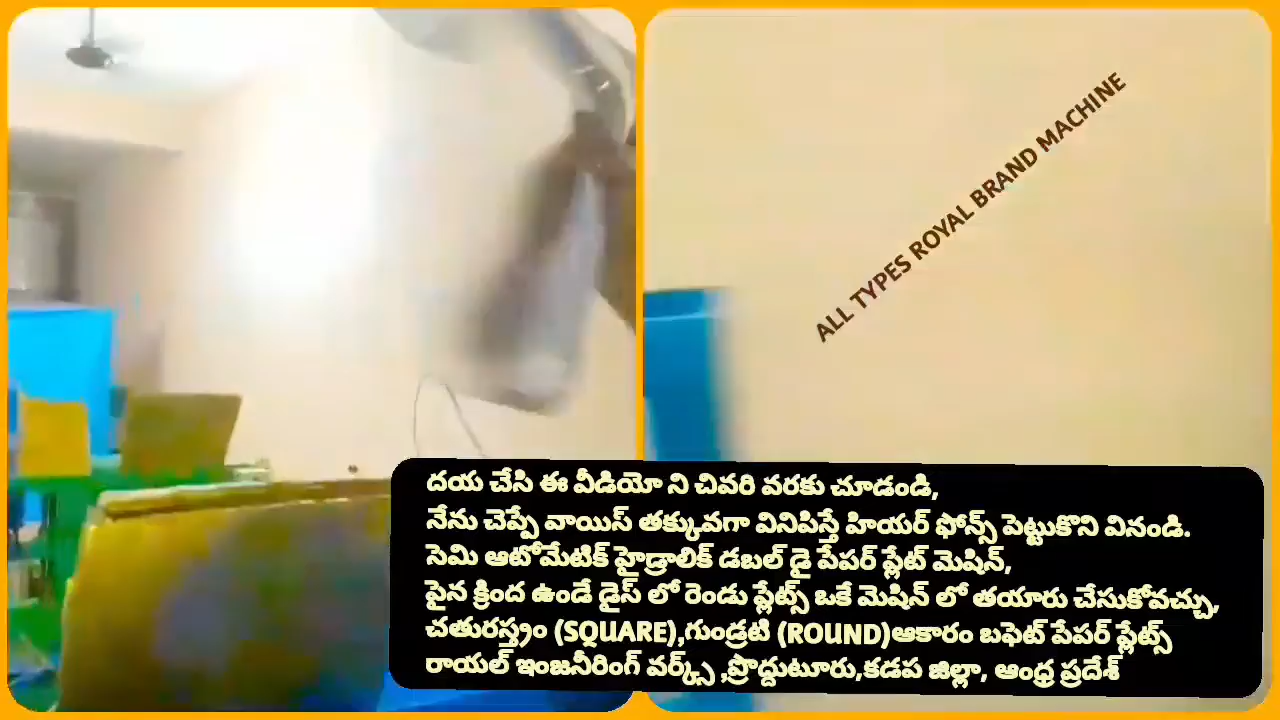 ALL TYPES ROYAL BRAND MACHINE
దయ చేసి ఈ వీడియో ని చివరి వరకు చూడండి,
నేను చెప్పే వాయిస్ తక్కువగా వినిపిస్తే హియర్ ఫోన్స్ పెట్టుకొని వినండి.
సెమి ఆటోమేటిక్ హైడ్రాలిక్ డబల్ డై పేపర్ ప్లేట్ మెషిన్,
పైన క్రింద ఉండే డైస్ లో రెండు ప్లేట్స్ ఒకే మెషిన్ లో తయారు చేసుకోవచ్చు,
చతురస్త్రం (SQUARE),గుండ్రటి (ROUND)ఆకారం బఫెట్ పేపర్ ప్లేట్స్
రాయల్ ఇంజనీరింగ్ వర్క్స్ ,ప్రొద్దుటూరు,కడప జిల్లా, ఆంధ్ర ప్రదేశ్